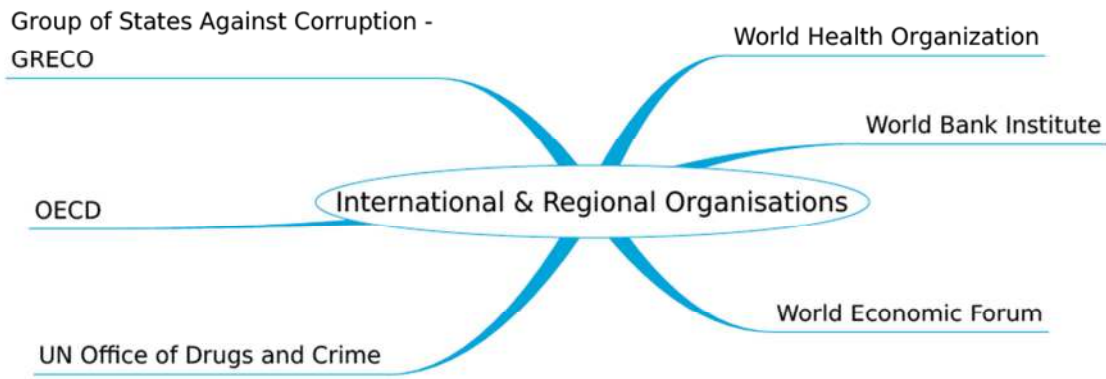 Group of States Against Corruption -
GRECO
World Health Organization
World Bank Institute
International & Regional Organisations
OECD
World Economic Forum
UN Office of Drugs and Crime